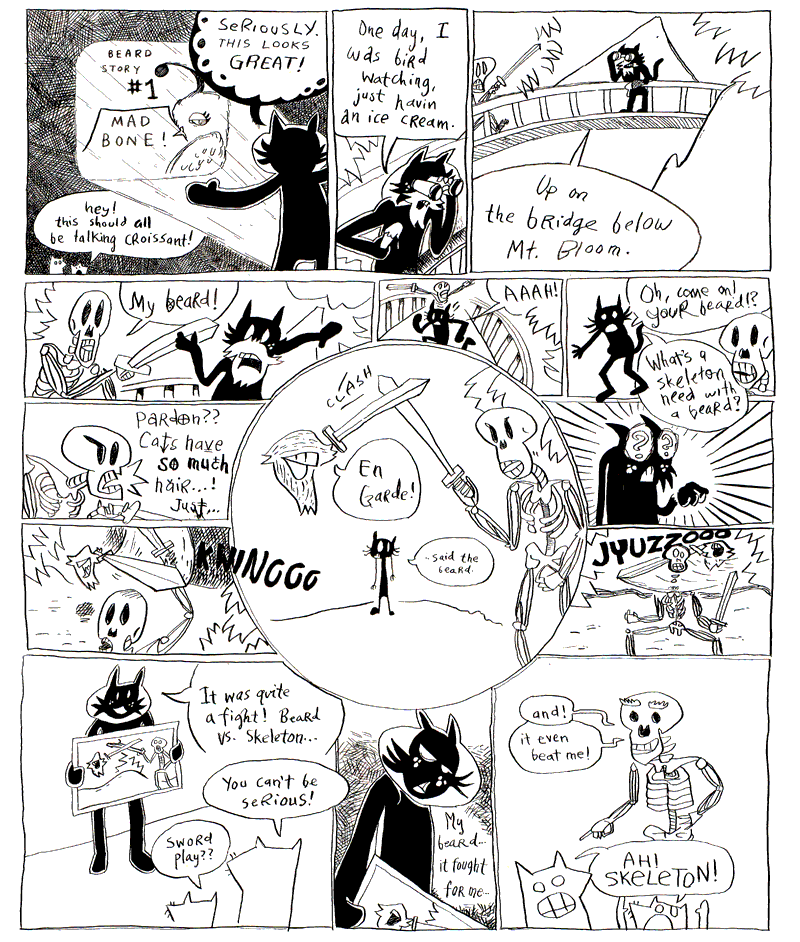 SERIOUSLY.
THIS LOOKS
GREAT!
BEARD
STORY
#1
MAD
BONE!
hey!
this should all
be talking CROissant!
One day, I
was biRd
watching,
just havin
an ice cream.
Up on
the bRidge below
Mt. Bloom.
My beard!
AAAH!
Oh, come on!
youR beard!?
What's a
skeleton
need with
a beard?
PaRdon??
Cats have
so much
haiR...!
Just...
CLASH
En
Garde!
..said the
beard.
JYUZZOOO
It was quite
a fight! Beard
vs. Skeleton...
You can't be
seRious!
SwoRd
play??
My
beard...
it fought
for me...
and!
it even
beat me!
AH!
SKELETON!